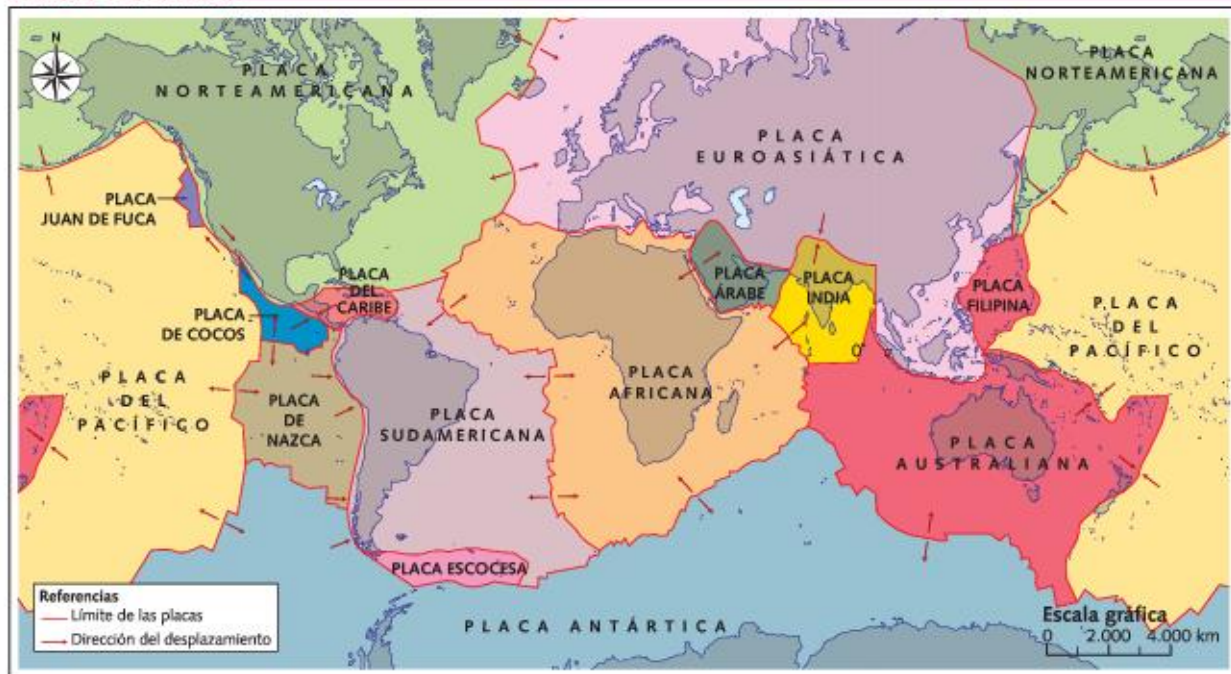 N
PLACA
NORTEAMERICANA
PLACA
NORTEAMERICANA
PLACA
EUROASIÁTICA
PLACA
JUAN DE FUCA
PLACA
DEL
CARIBE
PLACA
DE COCOS
PLACA
ÁRABE
PLACA
INDIA
PLACA
FILIPINA
PLACA
DEL
PACÍFICO
0°
PLACA
DEL
PACÍFICO
PLACA
DE
NAZCA
PLACA
SUDAMERICANA
PLACA
AFRICANA
PLACA
AUSTRALIANA
PLACA ESCOCESA
PLACA ANTÁRTICA
Referencias
Límite de las placas
Dirección del desplazamiento
Escala gráfica
0 2.000 4.000 km